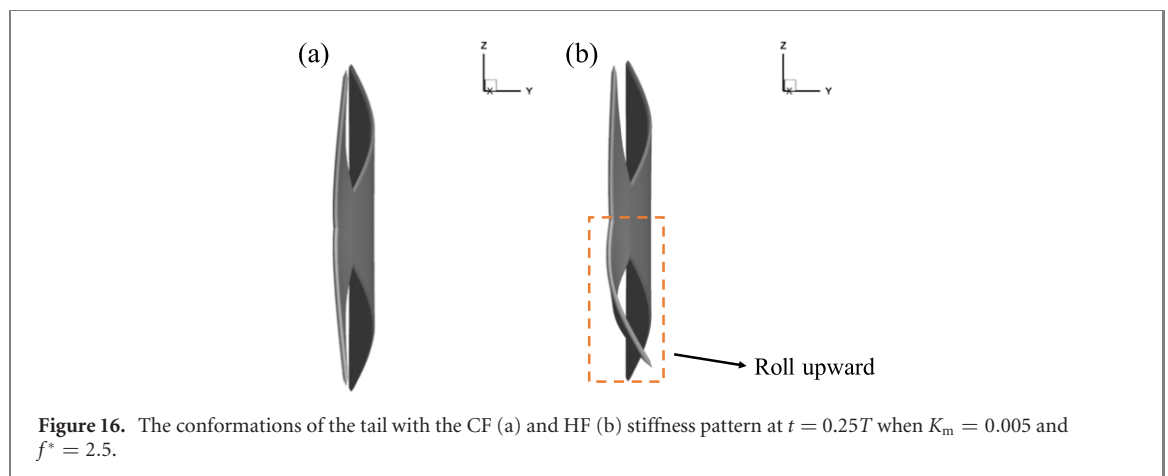 (a)
Z
X
Y
(b)
Z
X
Y
Roll upward
Figure 16. The conformations of the tail with the CF (a) and HF (b) stiffness pattern at t = 0.25T when Km = 0.005 and
f* = 2.5.